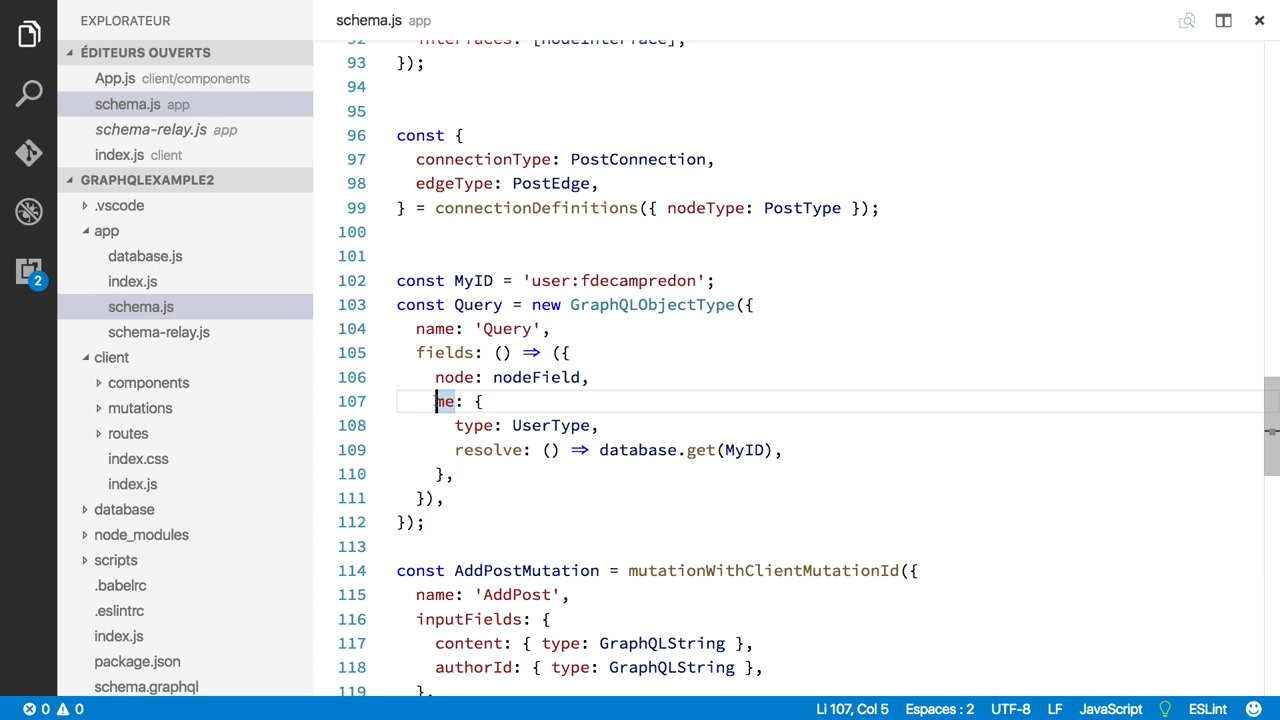 EXPLORATEUR
ÉDITEURS OUVERTS
App.js client/components
schema.js app
schema-relay.js app
index.js client
GRAPHQLEXAMPLE2
.vscode
app
database.js
index.js
schema.js
schema-relay.js
client
components
mutations
routes
index.css
index.js
database
node_modules
scripts
.babelrc
.eslintrc
index.js
package.json
schema.graphql
2
schema.js app
92 interfaces: [nodeInterface],
93 });
94
95
96 const {
97 connectionType: PostConnection,
98 edgeType: PostEdge,
99 } = connectionDefinitions({ nodeType: PostType });
100
101
102 const MyID = 'user:fdecampredon';
103 const Query = new GraphQLObjectType({
104 name: 'Query',
105 fields: () => ({
106 node: nodeField,
107 me: {
108 type: UserType,
109 resolve: () => database.get(MyID),
110 },
111 }),
112 });
113
114 const AddPostMutation = mutationWithClientMutationId({
115 name: 'AddPost',
116 inputFields: {
117 content: { type: GraphQLString },
118 authorId: { type: GraphQLString },
119 },
0 0
Li 107, Col 5 Espaces : 2 UTF-8 LF JavaScript ESLint